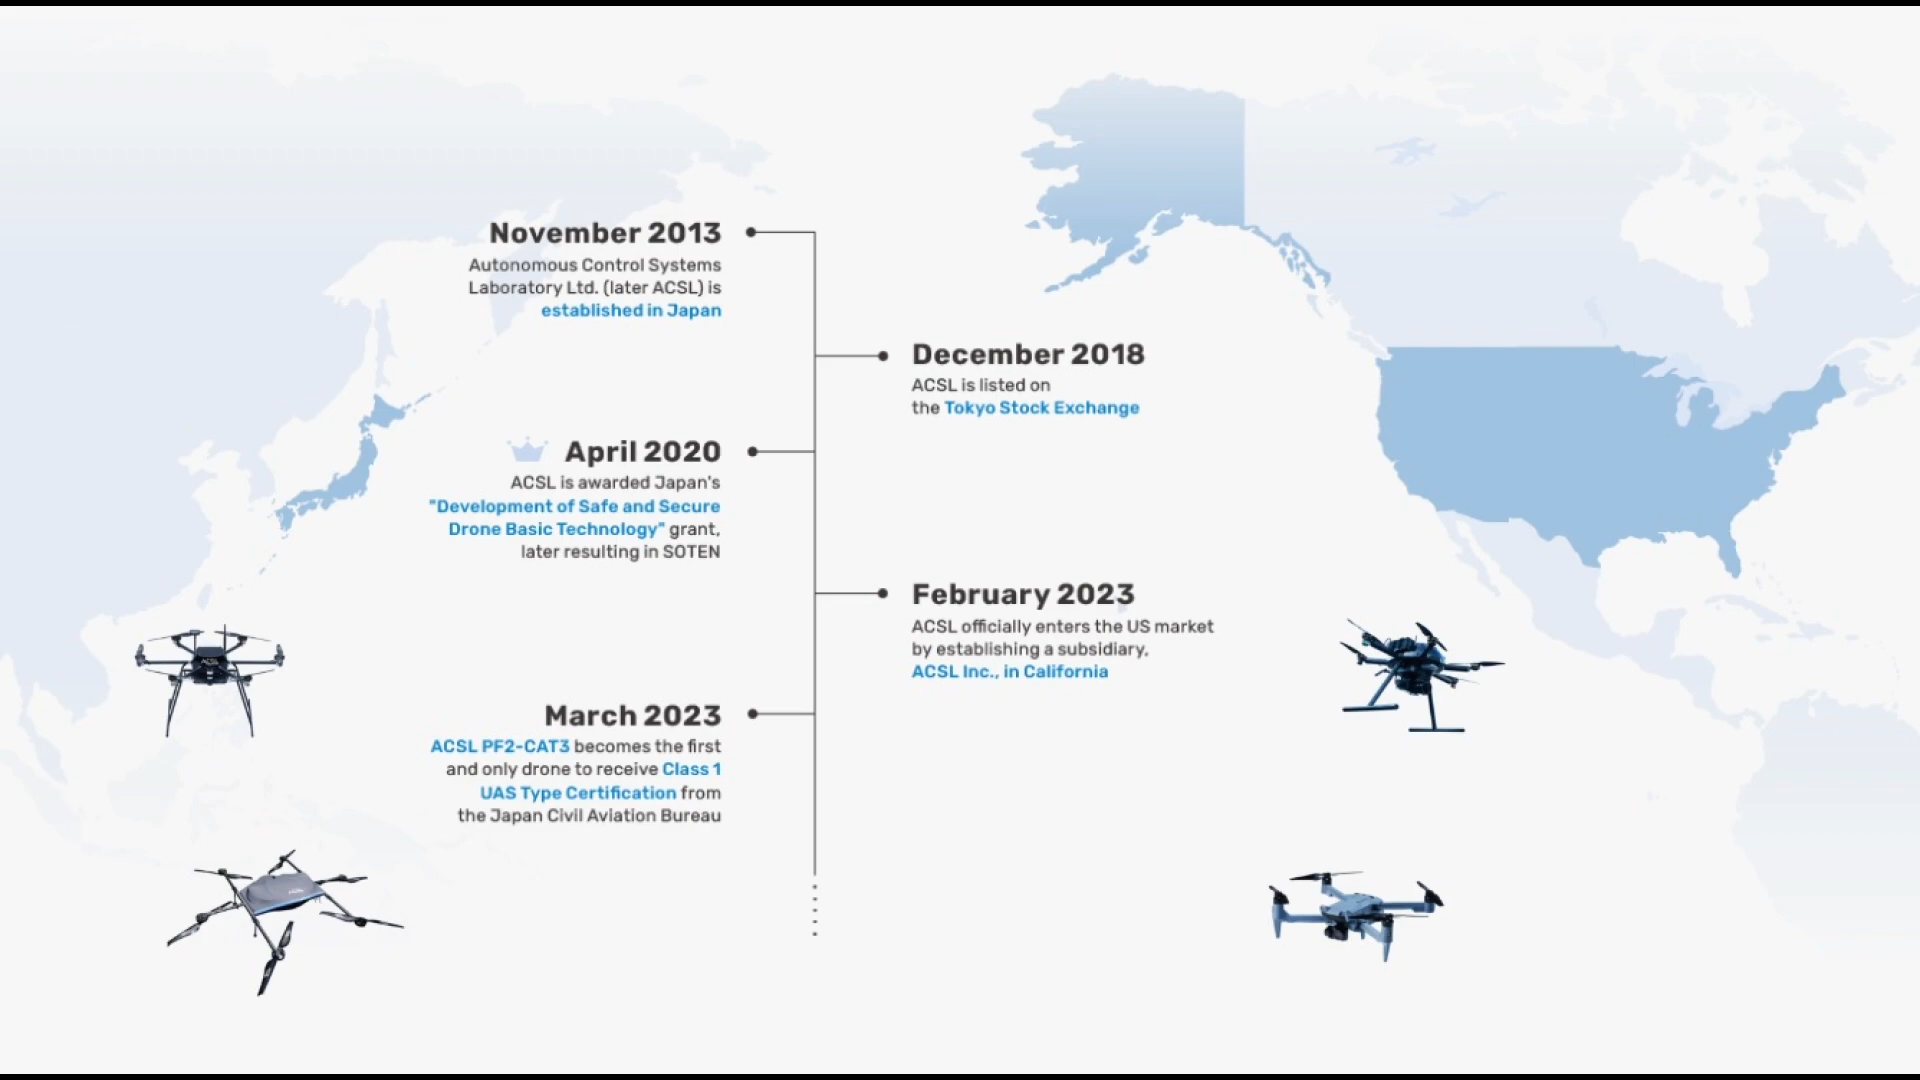 November 2013
Autonomous Control Systems
Laboratory Ltd. (later ACSL) is
established in Japan
December 2018
ACSL is listed on
the Tokyo Stock Exchange
April 2020
ACSL is awarded Japan's
"Development of Safe and Secure
Drone Basic Technology" grant,
later resulting in SOTEN
February 2023
ACSL officially enters the US market
by establishing a subsidiary,
ACSL Inc., in California
March 2023
ACSL PF2-CAT3 becomes the first
and only drone to receive Class 1
UAS Type Certification from
the Japan Civil Aviation Bureau